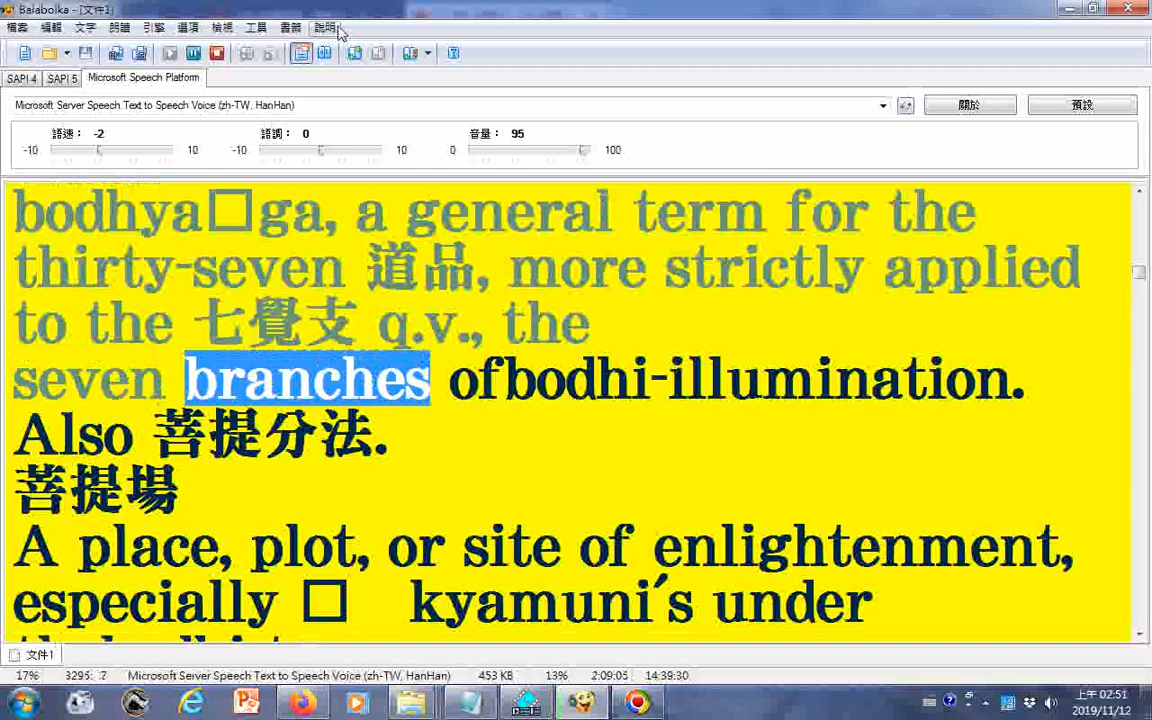 Balabolka - [文件1]
檔案 編輯 文字 朗讀 引擎 選項 檢視 工具 書籤 說明
SAPI 4 SAPI 5 Microsoft Speech Platform
Microsoft Server Speech Text to Speech Voice (zh-TW, HanHan) 關於 預設
語速： -2 語調： 0 音量： 95
-10 10 -10 10 0 100
bodhya□ga, a general term for the
thirty-seven 道品, more strictly applied
to the 七覺支 q.v., the
seven branches ofbodhi-illumination.
Also 菩提分法.
菩提場
A place, plot, or site of enlightenment,
especially □ kyamuni's under
文件1
17% Microsoft Server Speech Text to Speech Voice (zh-TW, HanHan) 453 KB 13% 2:09:05 14:39:30
上午 02:51
2019/11/12